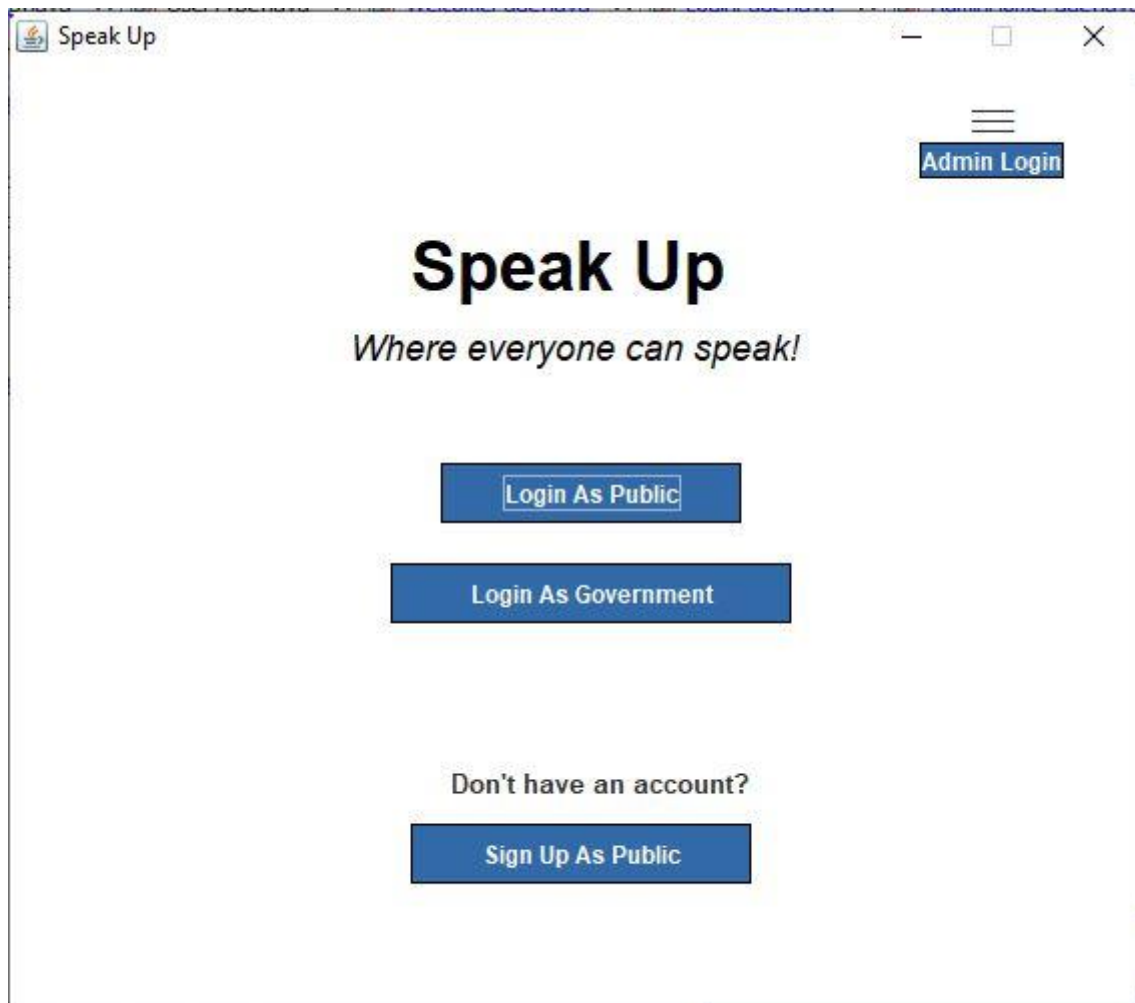 Speak Up
Admin Login
Speak Up
Where everyone can speak!
Login As Public
Login As Government
Don't have an account?
Sign Up As Public